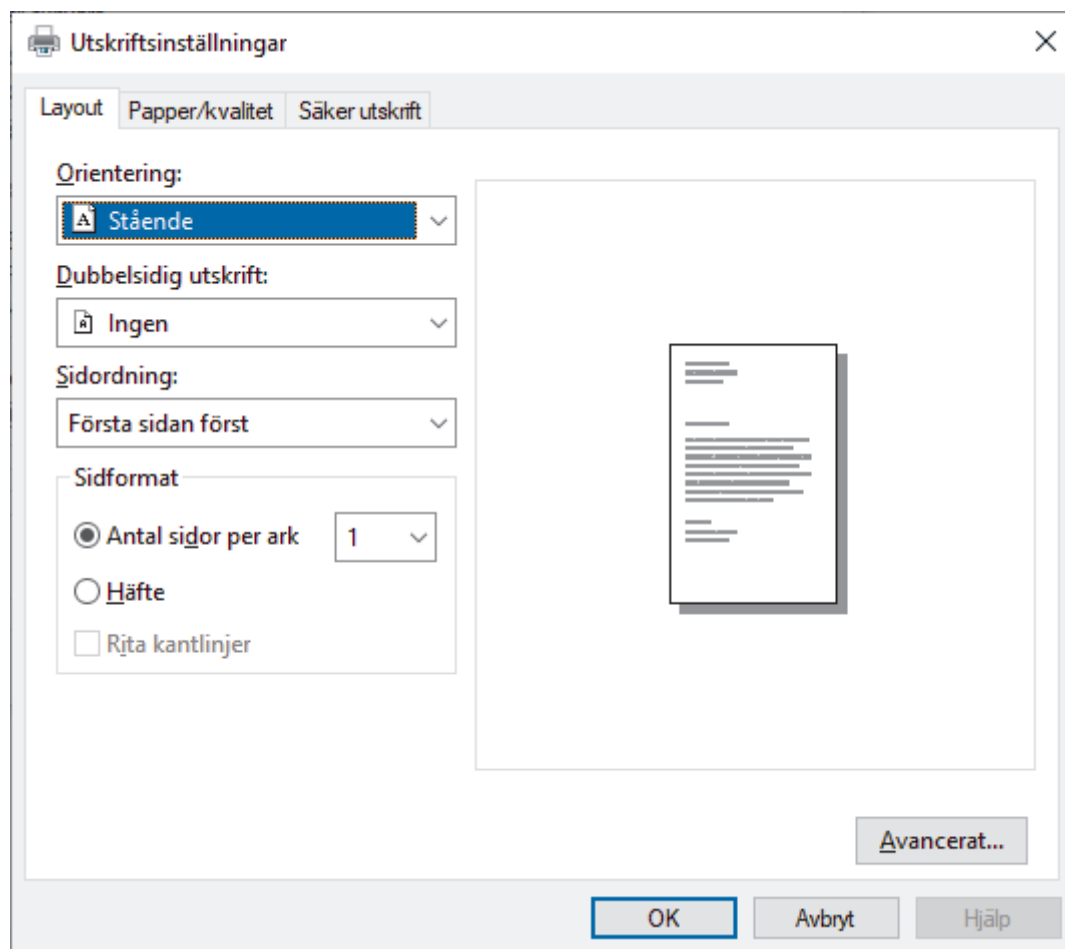 Utskriftsinställningar
Layout Papper/kvalitet Säker utskrift
Orientering:
A Stående
Dubbelsidig utskrift:
A Ingen
Sidordning:
Första sidan först
Sidformat
Antal sidor per ark 1
Häfte
Rita kantlinjer
Avancerat...
OK Avbryt Hjälp